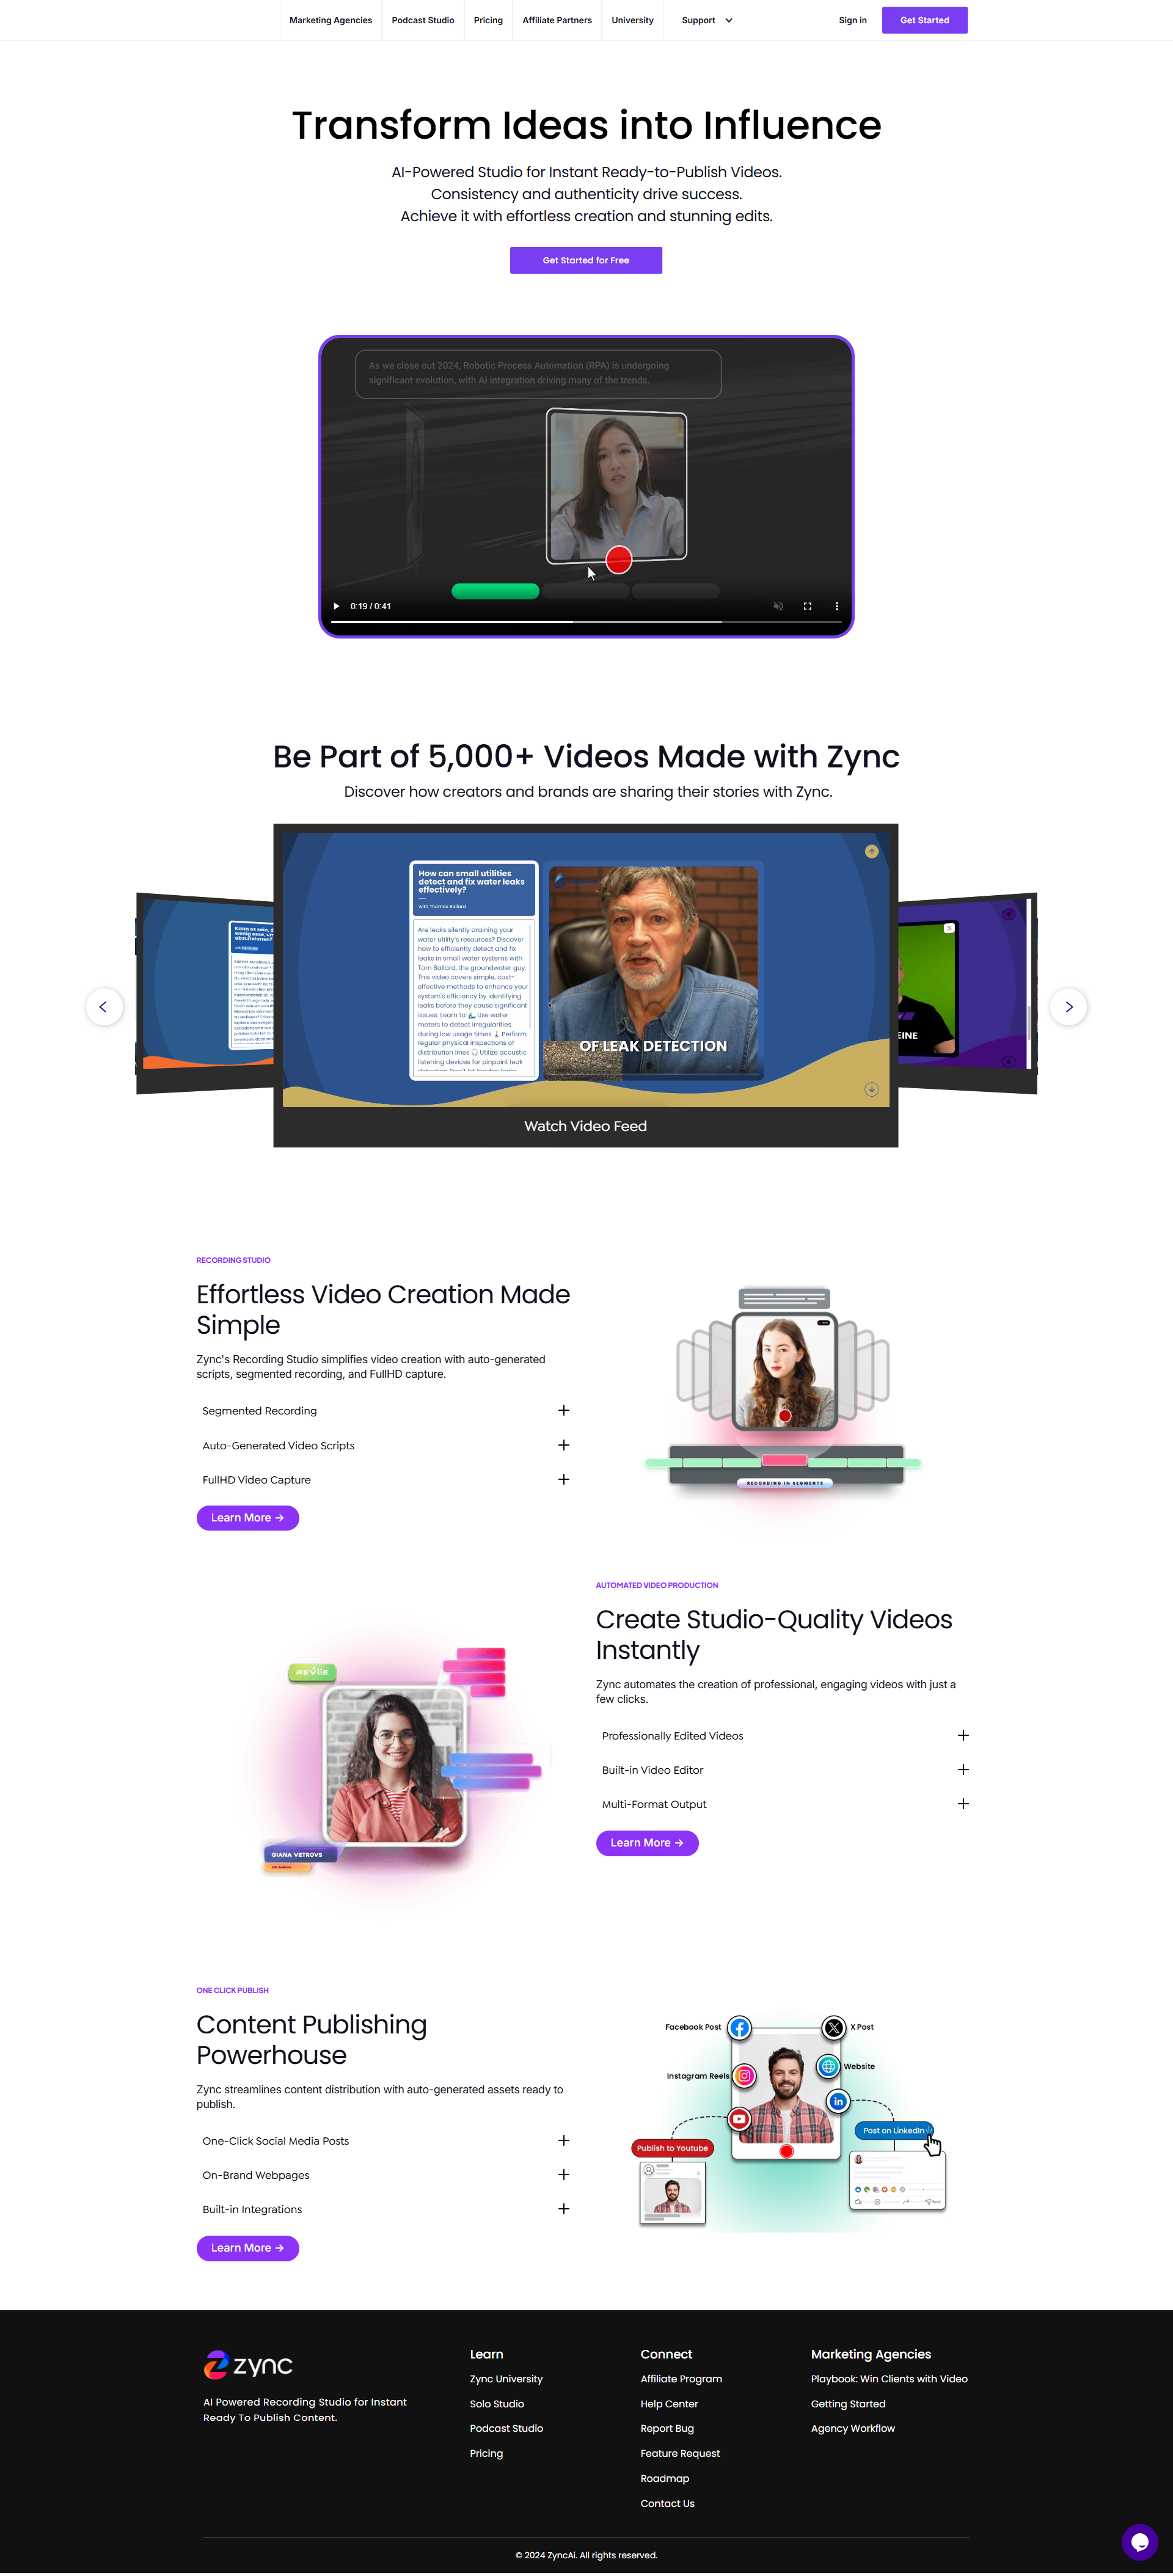 Marketing Agencies
Podcast Studio
Pricing
Affiliate Partners
University
Support
Sign in
Get Started
Transform Ideas into Influence
AI-Powered Studio for Instant Ready-to-Publish Videos.
Consistency and authenticity drive success.
Achieve it with effortless creation and stunning edits.
Get Started for Free
As we close out 2024, Robotic Process Automation (RPA) is undergoing
significant evolution, with AI integration driving many of the trends.
0:19 / 0:41
Be Part of 5,000+ Videos Made with Zync
Discover how creators and brands are sharing their stories with Zync.
How can small utilities
detect and fix water leaks
effectively?
with Thomas Ballard
Are leaks silently draining your
water utility's resources? Discover
how to efficiently detect and fix
leaks in small water systems with
Tom Ballard, the groundwater guy.
This video covers simple, cost-
effective methods to enhance your
system's efficiency by identifying
leaks before they cause significant
issues. Learn to: Use water
meters to detect irregularities
during low usage times Perform
regular physical inspections of
distribution lines Utilize acoustic
listening devices for pinpoint leak
OF LEAK DETECTION
EINE
Watch Video Feed
RECORDING STUDIO
Effortless Video Creation Made
Simple
Zync's Recording Studio simplifies video creation with auto-generated
scripts, segmented recording, and FullHD capture.
Segmented Recording
Auto-Generated Video Scripts
FullHD Video Capture
Learn More →
RECORDING IN SEGMENTS
AUTOMATED VIDEO PRODUCTION
Create Studio-Quality Videos
Instantly
Zync automates the creation of professional, engaging videos with just a
few clicks.
Professionally Edited Videos
Built-in Video Editor
Multi-Format Output
Learn More →
GIANA VETROVS
ONE CLICK PUBLISH
Content Publishing
Powerhouse
Zync streamlines content distribution with auto-generated assets ready to
publish.
One-Click Social Media Posts
On-Brand Webpages
Built-in Integrations
Learn More →
Facebook Post
X Post
Website
Instagram Reels
Post on LinkedIn
Publish to Youtube
Send
zync
AI Powered Recording Studio for Instant
Ready To Publish Content.
Learn
Zync University
Solo Studio
Podcast Studio
Pricing
Connect
Affiliate Program
Help Center
Report Bug
Feature Request
Roadmap
Contact Us
Marketing Agencies
Playbook: Win Clients with Video
Getting Started
Agency Workflow
© 2024 ZyncAi. All rights reserved.